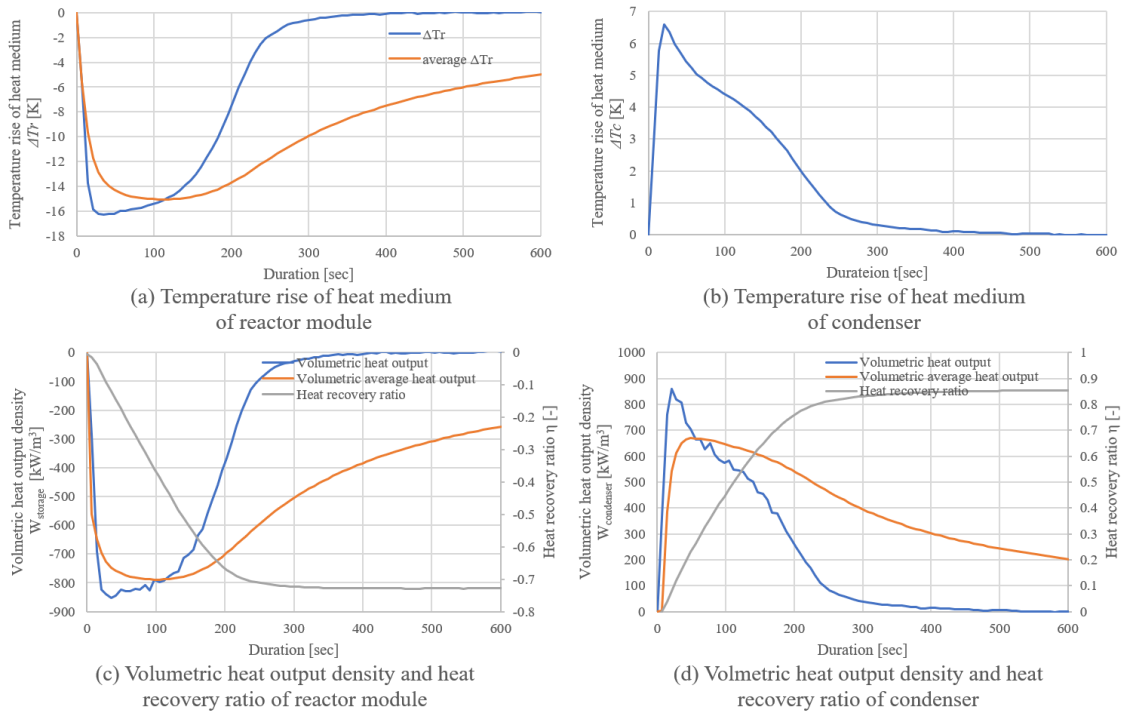 0
-2
-4
-6
-8
-10
-12
-14
-16
-18
0 100 200 300 400 500 600
Temperature rise of heat medium
ΔTr [K]
ΔTr
average ΔTr
Duration [sec]
(a) Temperature rise of heat medium
of reactor module
7
6
5
4
3
2
1
0
0 100 200 300 400 500 600
Temperature rise of heat medium
ΔTc [K]
Durateion t[sec]
(b) Temperature rise of heat medium
of condenser
0
-100
-200
-300
-400
-500
-600
-700
-800
-900
0 100 200 300 400 500 600
Volmetric heat output density
Wstorage [kW/m³]
Volumetric heat output
Volumetric average heat output
Heat recovery ratio
0
-0.1
-0.2
-0.3
-0.4
-0.5
-0.6
-0.7
-0.8
Heat recovery ratio η [-]
Duration [sec]
(c) Volumetric heat output density and heat
recovery ratio of reactor module
1000
900
800
700
600
500
400
300
200
100
0
0 100 200 300 400 500 600
Volumetric heat output density
Wcondenser [kW/m³]
Volumetric heat output
Volumetric average heat output
Heat recovery ratio
1
0.9
0.8
0.7
0.6
0.5
0.4
0.3
0.2
0.1
0
Heat recovery ratio η [-]
Duration [sec]
(d) Volmetric heat output density and heat
recovery ratio of condenser